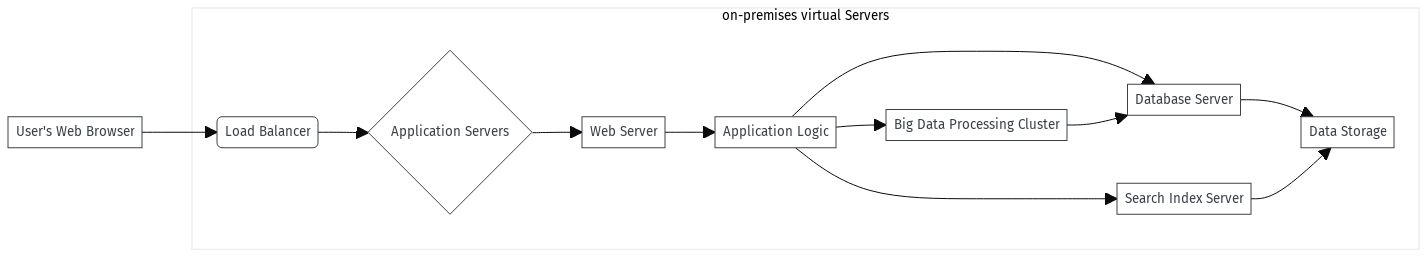 on-premises virtual Servers
User's Web Browser
Load Balancer
Application Servers
Web Server
Application Logic
Big Data Processing Cluster
Database Server
Search Index Server
Data Storage